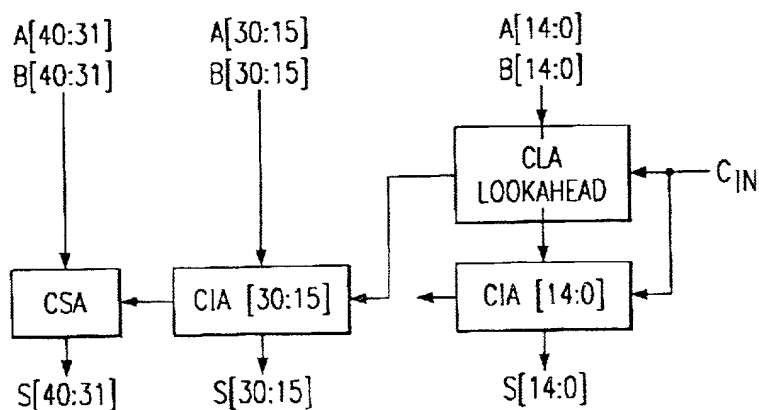 A[40:31]
B[40:31]
A[30:15]
B[30:15]
A[14:0]
B[14:0]
CLA
LOOKAHEAD
CIN
CSA
CIA [30:15]
CIA [14:0]
S[40:31]
S[30:15]
S[14:0]